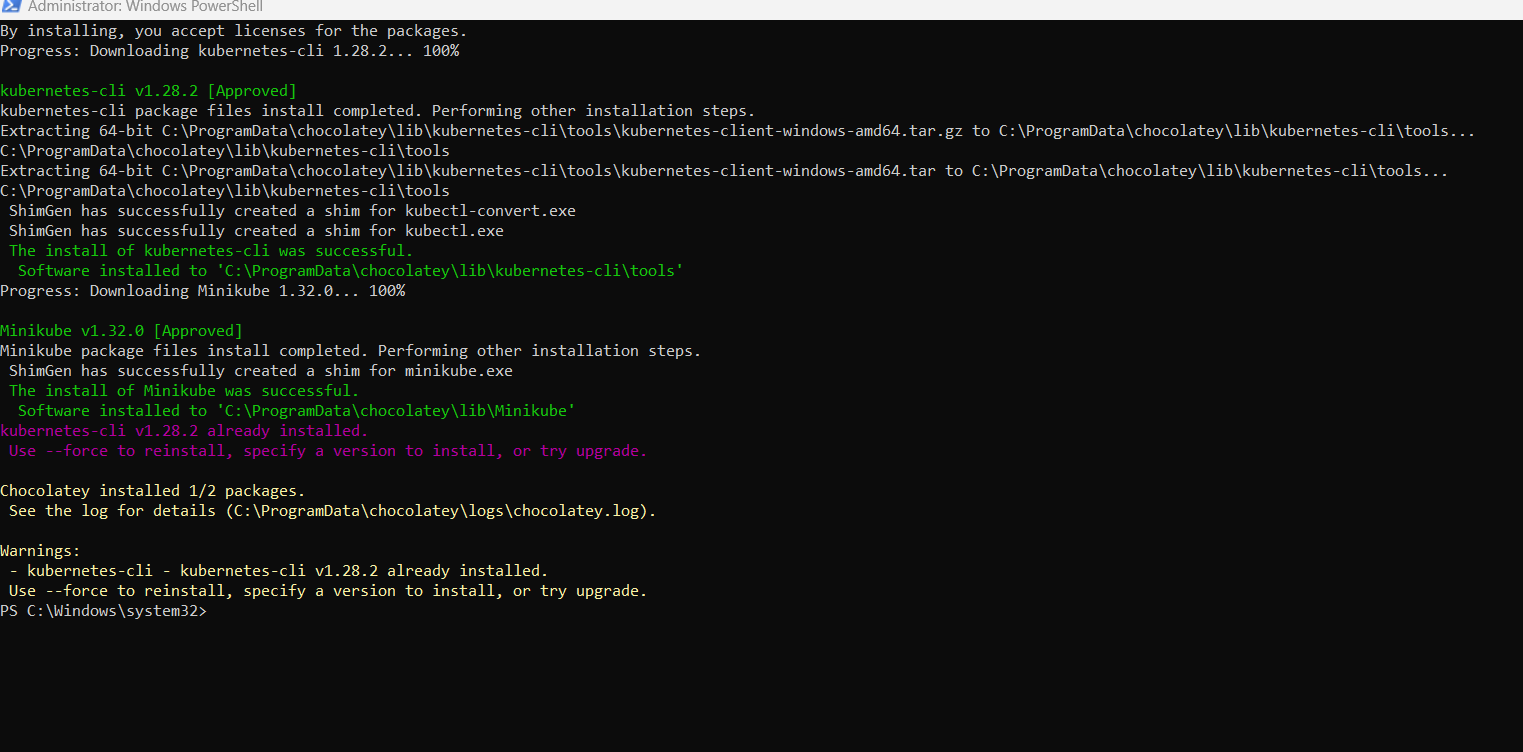 Administrator: Windows PowerShell
By installing, you accept licenses for the packages.
Progress: Downloading kubernetes-cli 1.28.2... 100%
kubernetes-cli v1.28.2 [Approved]
kubernetes-cli package files install completed. Performing other installation steps.
Extracting 64-bit C:\ProgramData\chocolatey\lib\kubernetes-cli\tools\kubernetes-client-windows-amd64.tar.gz to C:\ProgramData\chocolatey\lib\kubernetes-cli\tools...
C:\ProgramData\chocolatey\lib\kubernetes-cli\tools
Extracting 64-bit C:\ProgramData\chocolatey\lib\kubernetes-cli\tools\kubernetes-client-windows-amd64.tar to C:\ProgramData\chocolatey\lib\kubernetes-cli\tools...
C:\ProgramData\chocolatey\lib\kubernetes-cli\tools
 ShimGen has successfully created a shim for kubectl-convert.exe
 ShimGen has successfully created a shim for kubectl.exe
 The install of kubernetes-cli was successful.
  Software installed to 'C:\ProgramData\chocolatey\lib\kubernetes-cli\tools'
Progress: Downloading Minikube 1.32.0... 100%
Minikube v1.32.0 [Approved]
Minikube package files install completed. Performing other installation steps.
 ShimGen has successfully created a shim for minikube.exe
 The install of Minikube was successful.
  Software installed to 'C:\ProgramData\chocolatey\lib\Minikube'
kubernetes-cli v1.28.2 already installed.
 Use --force to reinstall, specify a version to install, or try upgrade.
Chocolatey installed 1/2 packages.
 See the log for details (C:\ProgramData\chocolatey\logs\chocolatey.log).
Warnings:
 - kubernetes-cli - kubernetes-cli v1.28.2 already installed.
 Use --force to reinstall, specify a version to install, or try upgrade.
PS C:\Windows\system32>